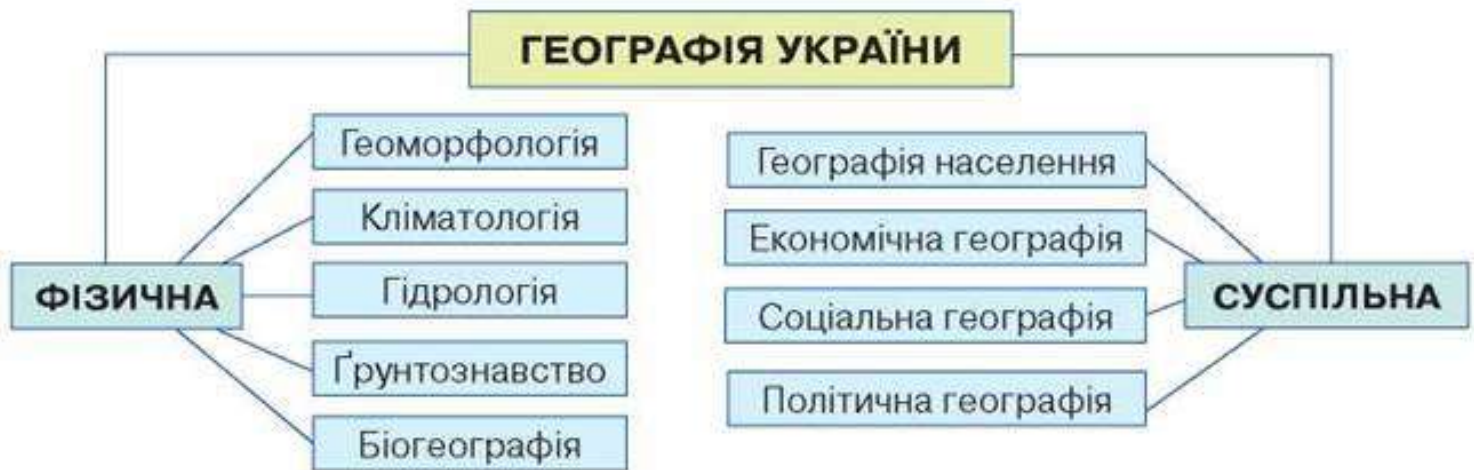 ГЕОГРАФІЯ УКРАЇНИ
ФІЗИЧНА
Геоморфологія
Кліматологія
Гідрологія
Ґрунтознавство
Біогеографія
СУСПІЛЬНА
Географія населення
Економічна географія
Соціальна географія
Політична географія